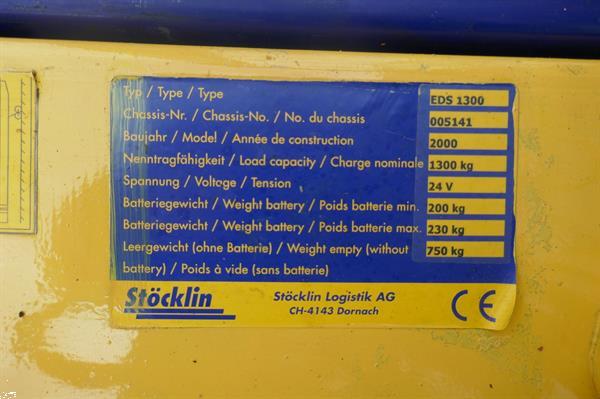 Typ / Type / Type EDS 1300
Chassis-Nr. / Chassis-No. / No. du chassis 005141
Baujahr / Model / Année de construction 2000
Nenntragfähigkeit / Load capacity / Charge nominale 1300 kg
Spannung / Voltage / Tension 24 V
Batteriegewicht / Weight battery / Poids batterie min. 200 kg
Batteriegewicht / Weight battery / Poids batterie max. 230 kg
Leergewicht (ohne Batterie) / Weight empty (without 750 kg
battery) / Poids à vide (sans batterie)
Stöcklin Stöcklin Logistik AG CE
CH-4143 Dornach